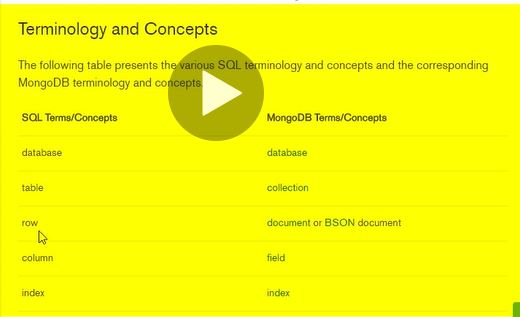 Terminology and Concepts
The following table presents the various SQL terminology and concepts and the corresponding
MongoDB terminology and concepts.
SQL Terms/Concepts MongoDB Terms/Concepts
database database
table collection
row document or BSON document
column field
index index